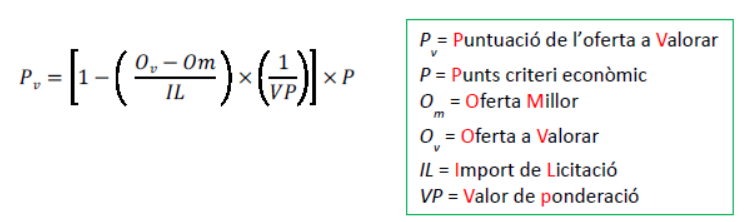 P_v = [1 − ((O_v − Om) / IL) × (1 / VP)] × P
P_v = Puntuació de l'oferta a Valorar
P = Punts criteri econòmic
O_m = Oferta Millor
O_v = Oferta a Valorar
IL = Import de Licitació
VP = Valor de ponderació